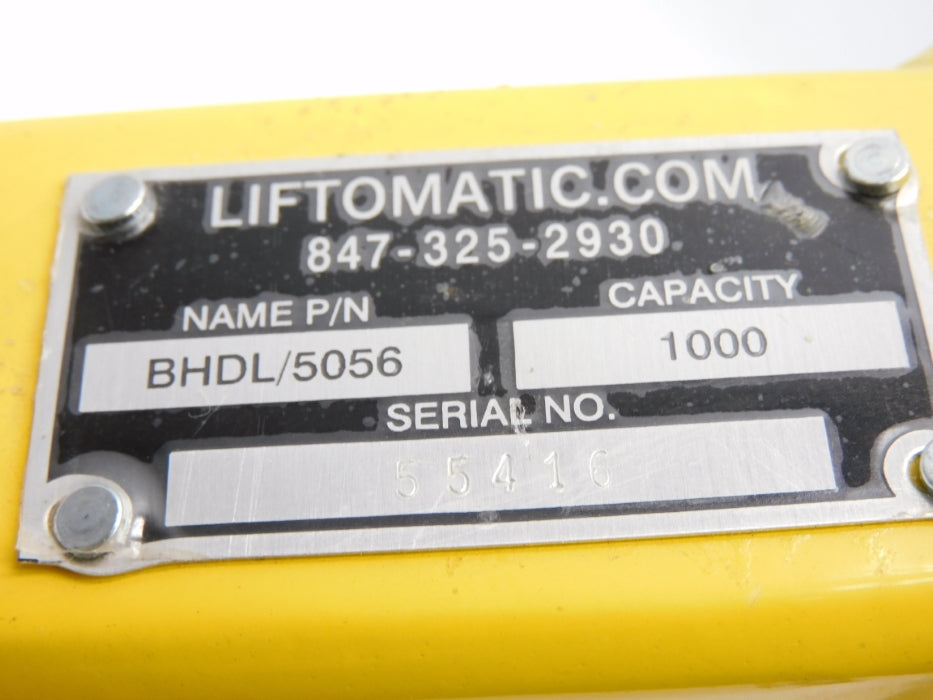 LIFTOMATIC.COM
847-325-2930
NAME P/N
CAPACITY
BHDL/5056
1000
SERIAL NO.
55416